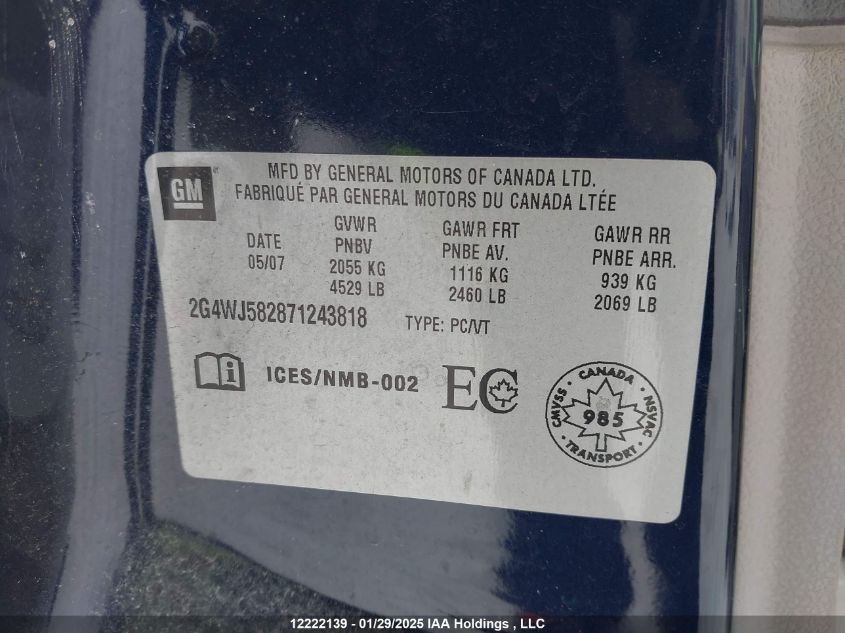 GM
MFD BY GENERAL MOTORS OF CANADA LTD.
FABRIQUÉ PAR GENERAL MOTORS DU CANADA LTÉE
DATE
05/07
GVWR
PNBV
2055 KG
4529 LB
GAWR FRT
PNBE AV.
1116 KG
2460 LB
GAWR RR
PNBE ARR.
939 KG
2069 LB
2G4WJ582871243818 TYPE: PC/VT
i ICES/NMB-002 EC
CANADA
CMVSS 985 NSVAC
TRANSPORT
12222139 - 01/29/2025 IAA Holdings , LLC